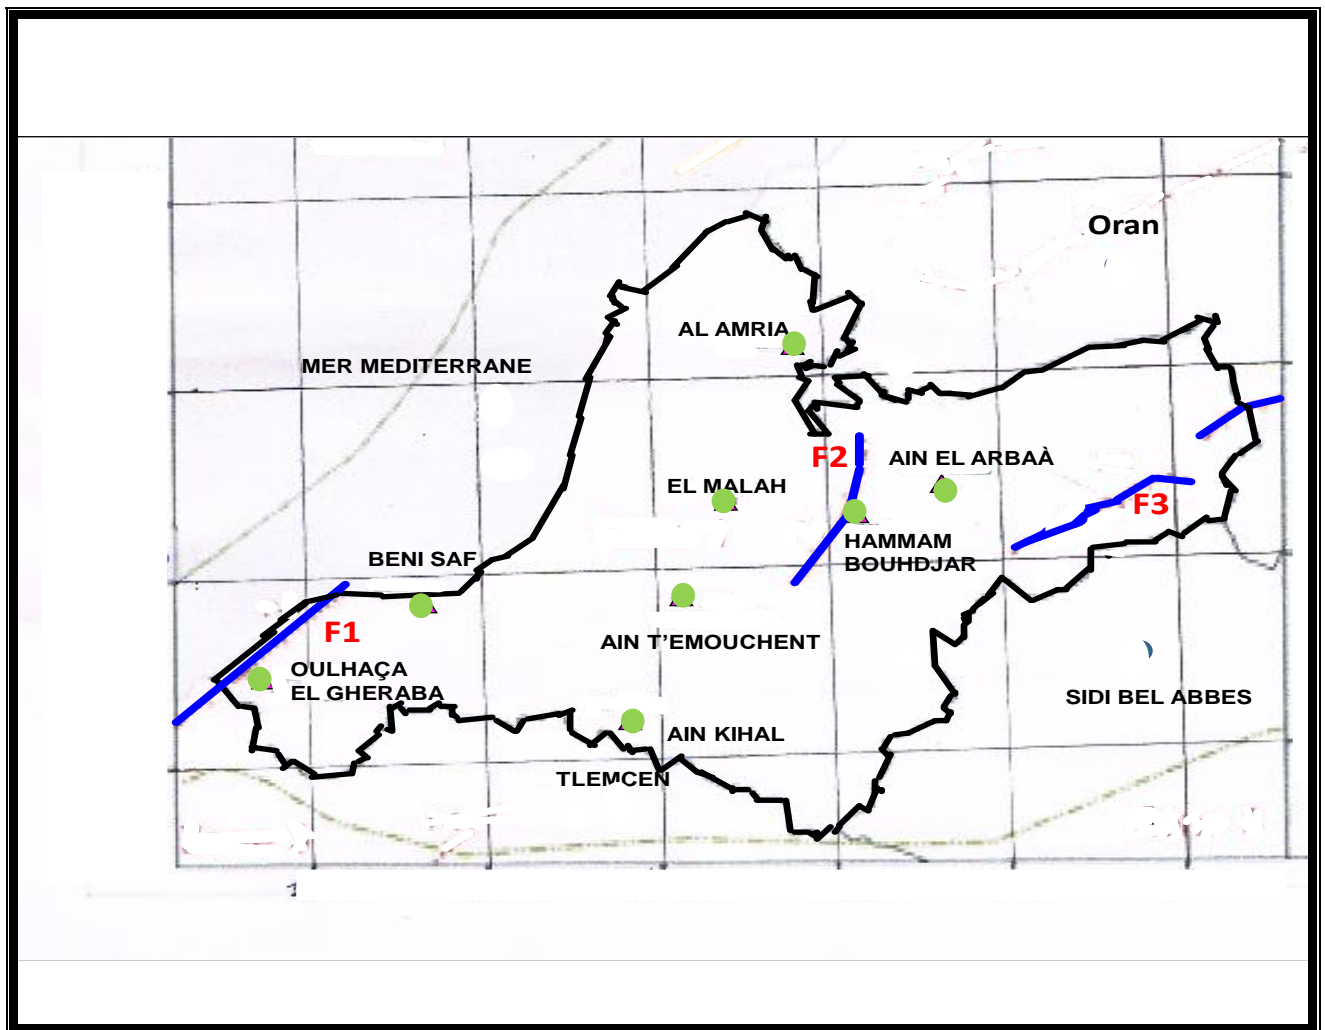 Oran
AL AMRIA
MER MEDITERRANE
F2
AIN EL ARBAÀ
EL MALAH
F3
HAMMAM
BOUHDJAR
BENI SAF
F1
AIN T’EMOUCHENT
OULHAÇA
EL GHERABA
SIDI BEL ABBES
AIN KIHAL
TLEMCEN